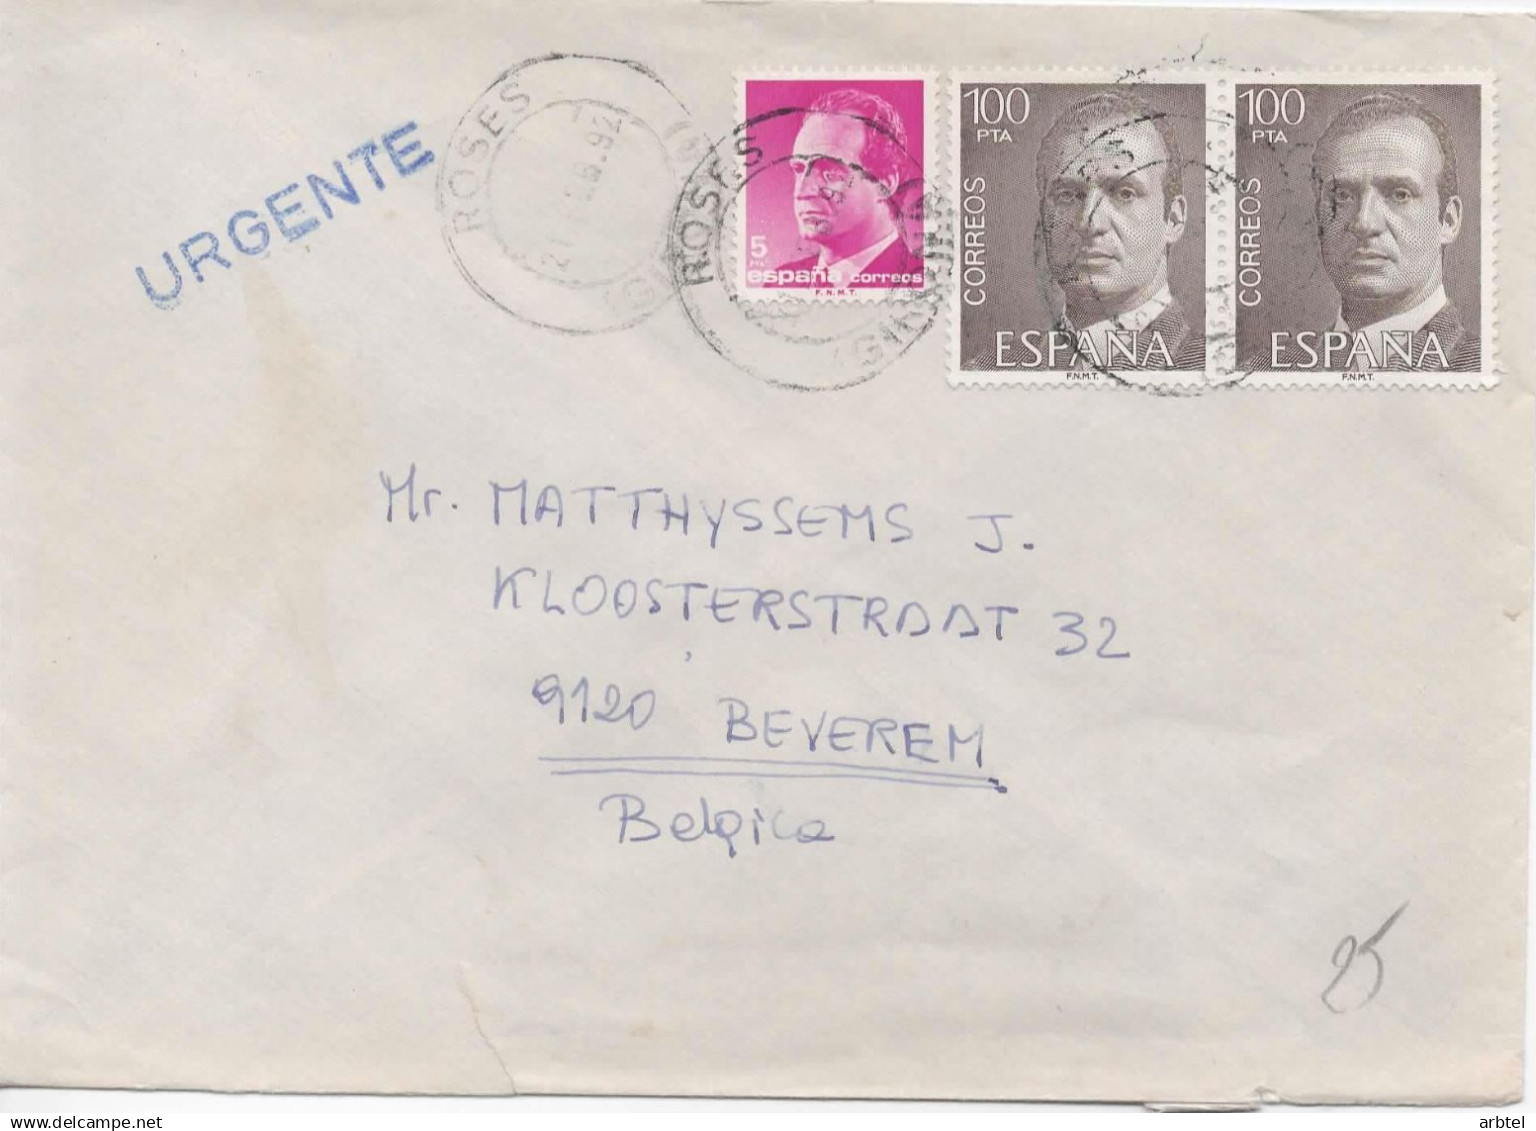 URGENTE
ROSES
ROSES
5
PTA
españa correos
F.N.M.T.
100
PTA
CORREOS
ESPAÑA
F.N.M.T.
100
PTA
CORREOS
ESPAÑA
F.N.M.T.
Mr. MATTHYSSEMS J.
KLOOSTERSTRAAT 32
9120 BEVEREM
Belgica
25
arbtel